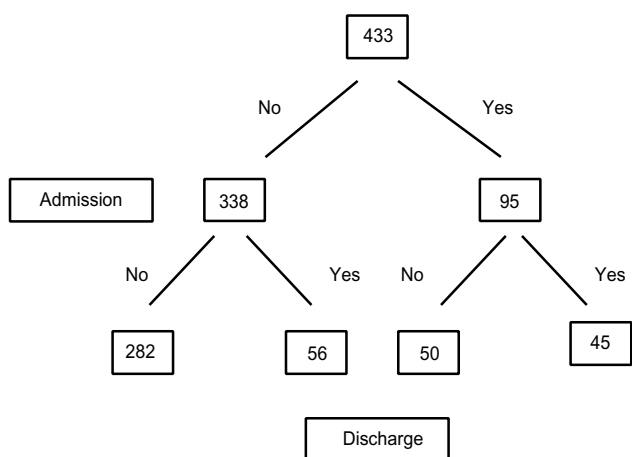 433
No
Yes
Admission
338
95
No
Yes
No
Yes
282
56
50
45
Discharge